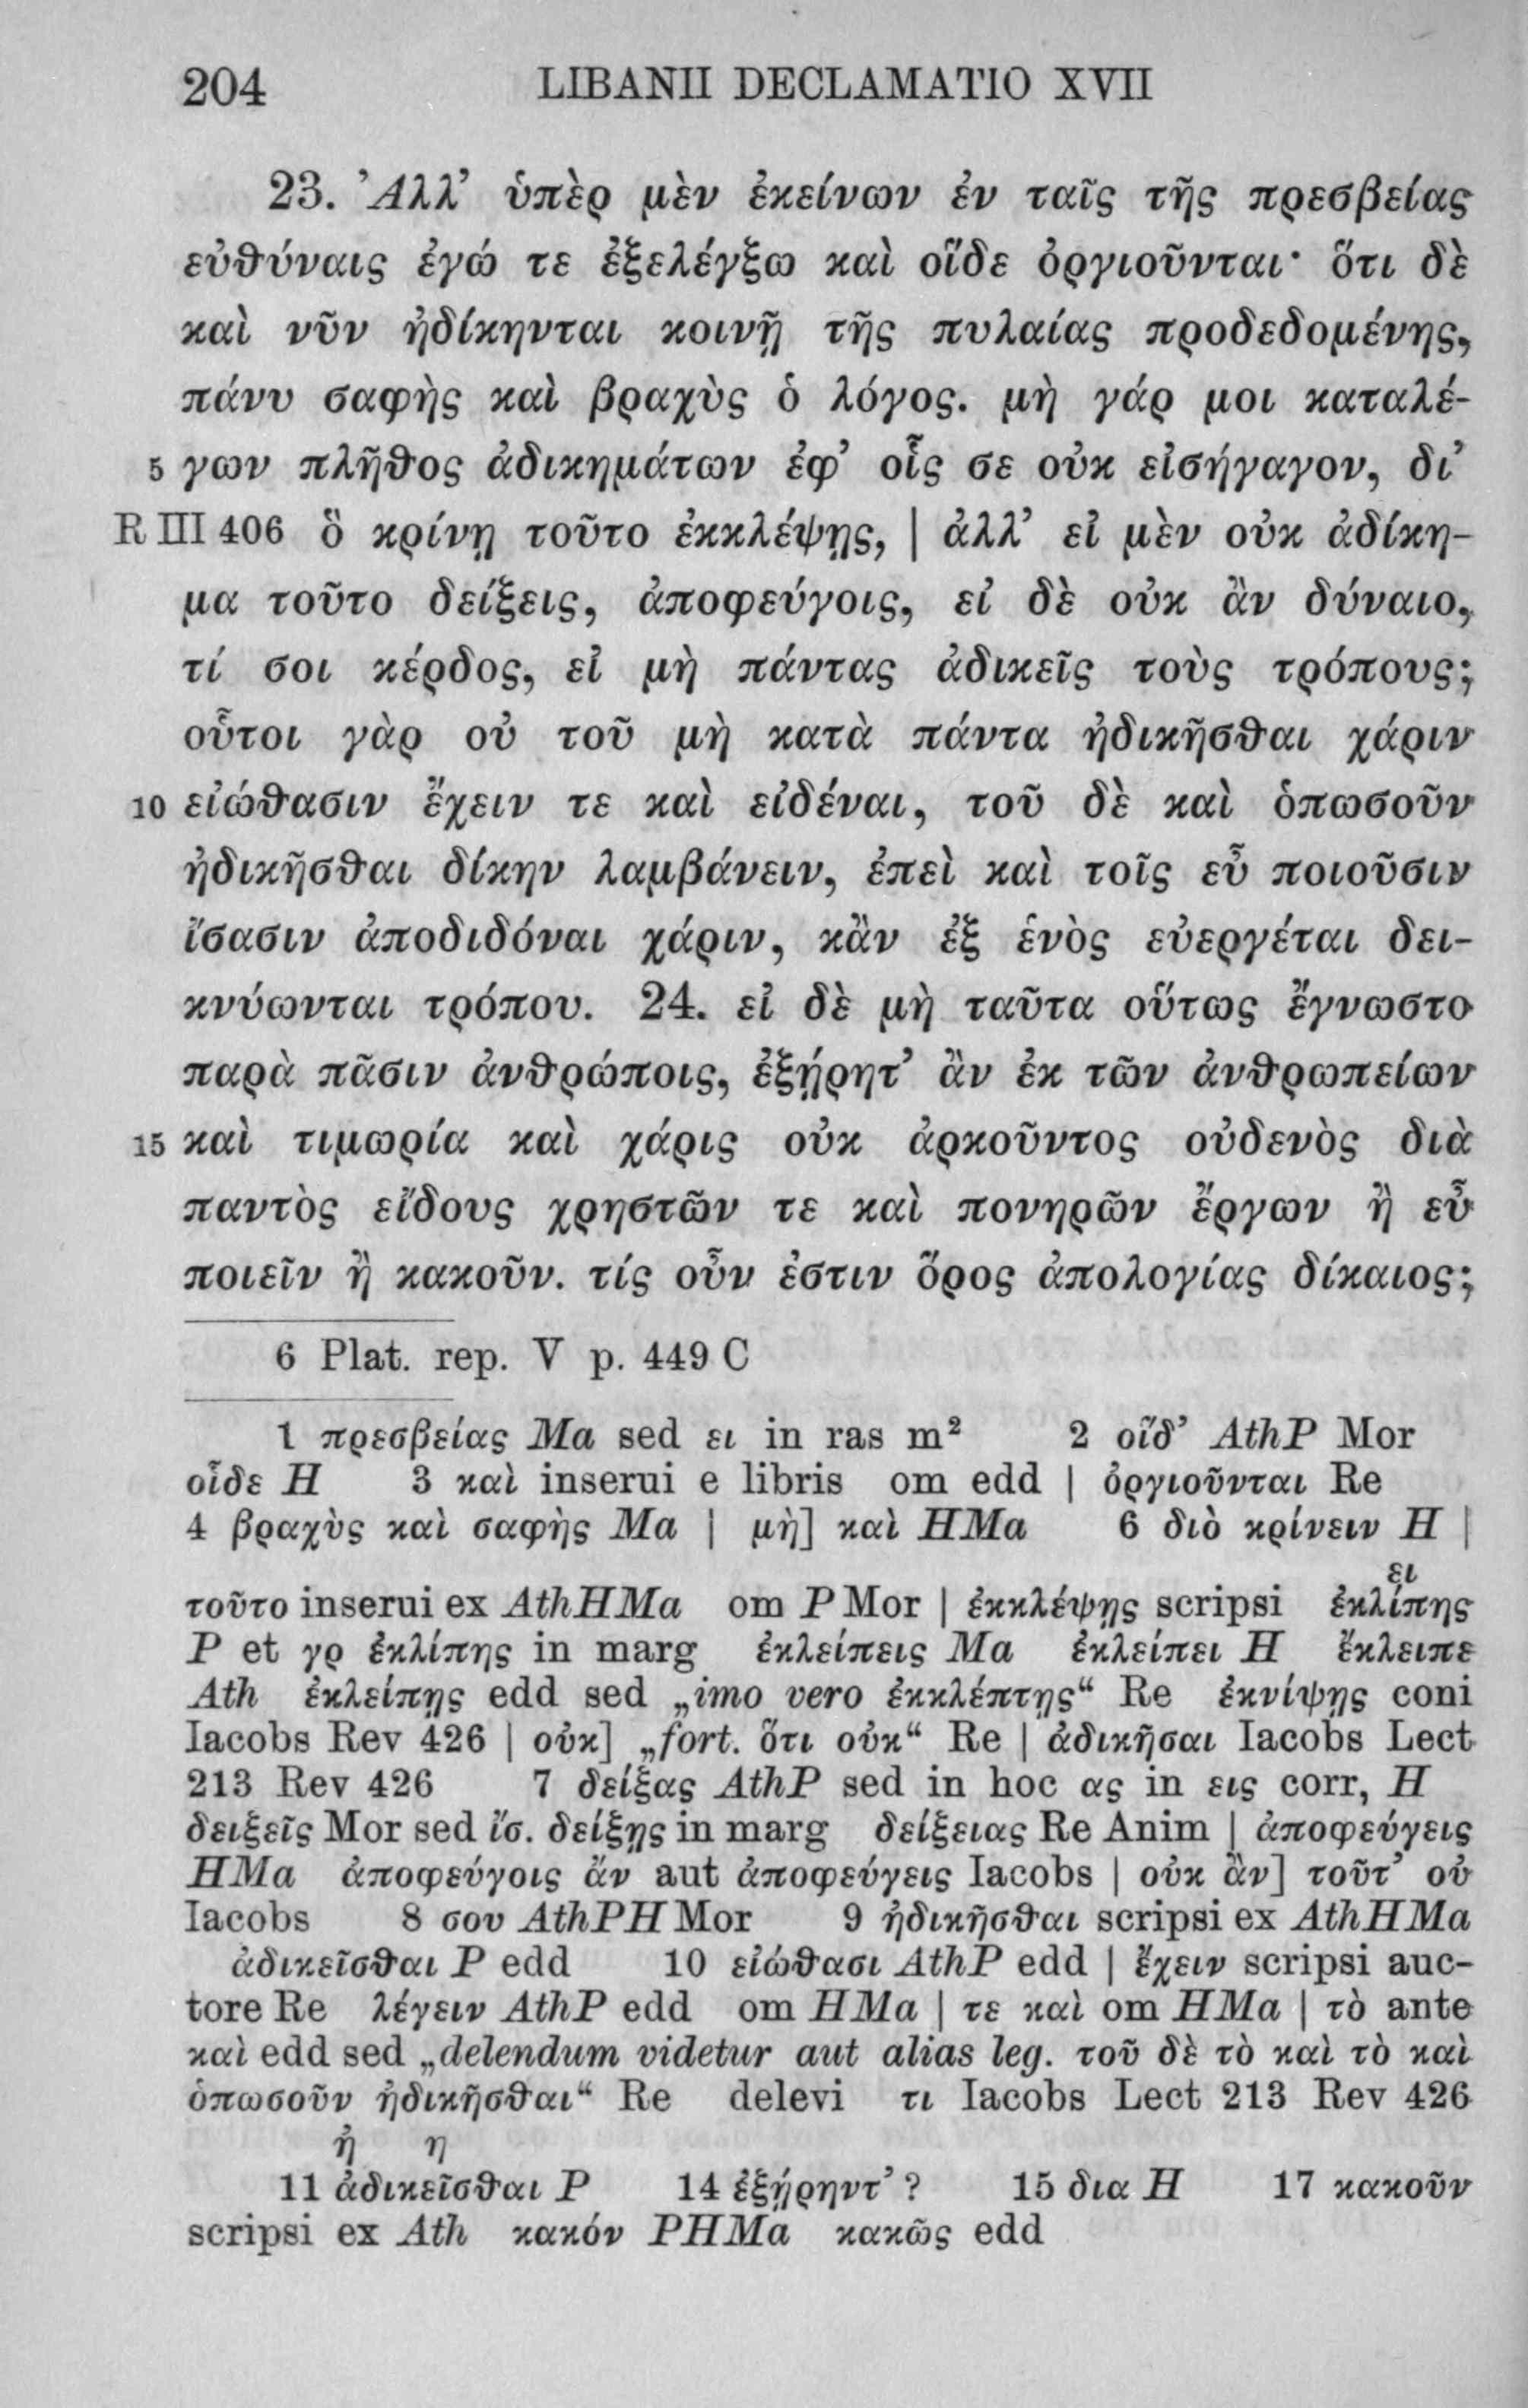 204 LIBANII DECLAMATIO XVII
23. Ἀλλ’ ὑπὲρ μὲν ἐκείνων ἐν ταῖς τῆς πρεσβείας
εὐθύναις ἐγώ τε ἐξελέγξω καὶ οἵδε ὀργιοῦνται· ὅτι δὲ
καὶ νῦν ἠδίκηνται κοινῇ τῆς πυλαίας προδεδομένης,
πάνυ σαφὴς καὶ βραχὺς ὁ λόγος. μὴ γάρ μοι καταλέ-
5 γων πλῆθος ἀδικημάτων ἐφ’ οἷς σε οὐκ εἰσήγαγον, δι’
R III 406 ὃ κρίνῃ τοῦτο ἐκκλέψῃς, | ἀλλ’ εἰ μὲν οὐκ ἀδίκη-
μα τοῦτο δείξεις, ἀποφεύγοις, εἰ δὲ οὐκ ἂν δύναιο,
τί σοι κέρδος, εἰ μὴ πάντας ἀδικεῖς τοὺς τρόπους;
οὗτοι γὰρ οὐ τοῦ μὴ κατὰ πάντα ἠδικῆσθαι χάριν
10 εἰώθασιν ἔχειν τε καὶ εἰδέναι, τοῦ δὲ καὶ ὁπωσοῦν
ἠδικῆσθαι δίκην λαμβάνειν, ἐπεὶ καὶ τοῖς εὖ ποιοῦσιν
ἴσασιν ἀποδιδόναι χάριν, κἂν ἐξ ἑνὸς εὐεργέται δει-
κνύωνται τρόπου. 24. εἰ δὲ μὴ ταῦτα οὕτως ἔγνωστο
παρὰ πᾶσιν ἀνθρώποις, ἐξῄρητ’ ἂν ἐκ τῶν ἀνθρωπείων
15 καὶ τιμωρία καὶ χάρις οὐκ ἀρκοῦντος οὐδενὸς διὰ
παντὸς εἴδους χρηστῶν τε καὶ πονηρῶν ἔργων ἢ εὖ
ποιεῖν ἢ κακοῦν. τίς οὖν ἐστιν ὅρος ἀπολογίας δίκαιος;
6 Plat. rep. V p. 449 C
1 πρεσβείας Ma sed ει in ras m² 2 οἵδ’ AthP Mor
οἶδε H 3 καὶ inserui e libris om edd | ὀργιοῦνται Re
4 βραχὺς καὶ σαφὴς Ma | μὴ] καὶ HMa 6 διὸ κρίνειν H |
ει
τοῦτο inserui ex AthHMa om P Mor | ἐκκλέψῃς scripsi ἐκλίπης
P et γρ ἐκλίπης in marg ἐκλείπεις Ma ἐκλείπει H ἔκλειπε
Ath ἐκλείπῃς edd sed „imo vero ἐκκλέπτῃς“ Re ἐκνίψῃς coni
Iacobs Rev 426 | οὐκ] „fort. ὅτι οὐκ“ Re | ἀδικῆσαι Iacobs Lect
213 Rev 426 7 δείξας AthP sed in hoc ας in εις corr, H
δειξεῖς Mor sed ἴσ. δείξῃς in marg δείξειας Re Anim | ἀποφεύγεις
HMa ἀποφεύγοις ἄν aut ἀποφεύγεις Iacobs | οὐκ ἂν] τοῦτ’ οὐ
Iacobs 8 σου AthPH Mor 9 ἠδικῆσθαι scripsi ex AthHMa
ἀδικεῖσθαι P edd 10 εἰώθασι AthP edd | ἔχειν scripsi auc-
tore Re λέγειν AthP edd om HMa | τε καὶ om HMa | τὸ ante
καὶ edd sed „delendum videtur aut alias leg. τοῦ δὲ τὸ καὶ τὸ καὶ
ὁπωσοῦν ἠδικῆσθαι“ Re delevi τι Iacobs Lect 213 Rev 426
ἠ η
11 ἀδικεῖσθαι P 14 ἐξῄρηντ’? 15 δια H 17 κακοῦν
scripsi ex Ath κακόν PHMa κακῶς edd